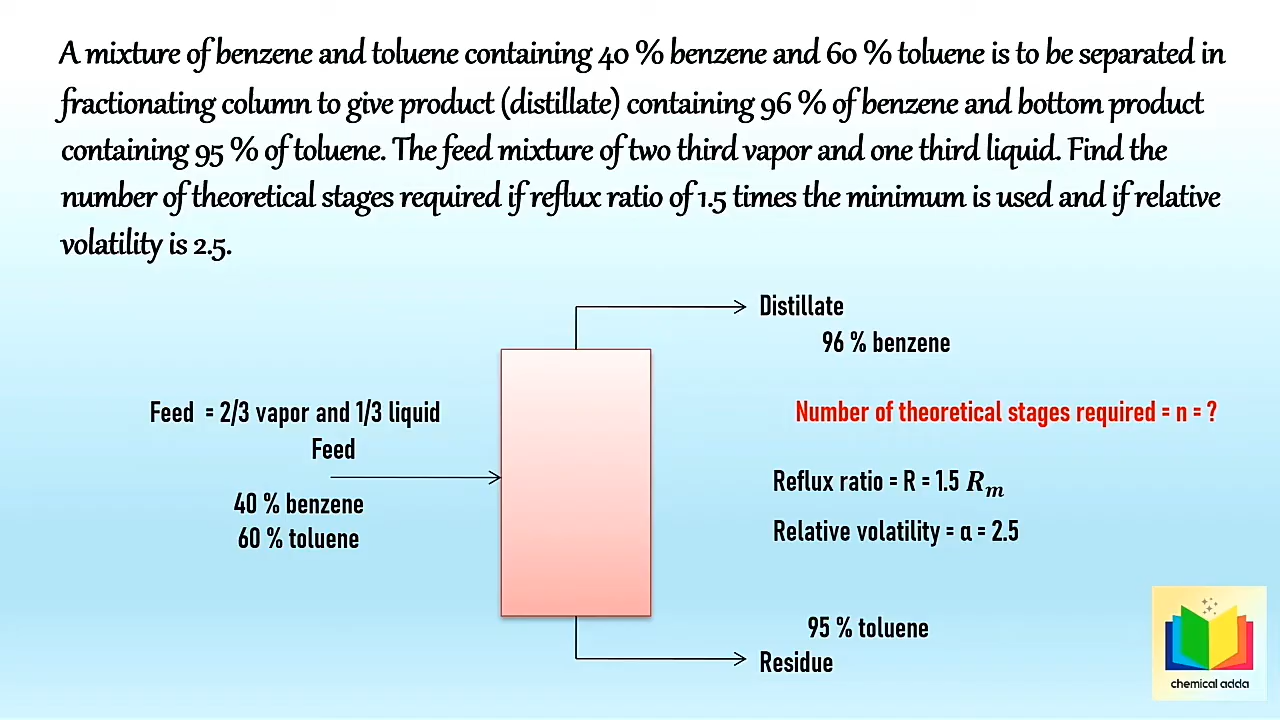 A mixture of benzene and toluene containing 40 % benzene and 60 % toluene is to be separated in
fractionating column to give product (distillate) containing 96 % of benzene and bottom product
containing 95 % of toluene. The feed mixture of two third vapor and one third liquid. Find the
number of theoretical stages required if reflux ratio of 1.5 times the minimum is used and if relative
volatility is 2.5.
Distillate
96 % benzene
Feed = 2/3 vapor and 1/3 liquid
Number of theoretical stages required = n = ?
Feed
Reflux ratio = R = 1.5 Rₘ
40 % benzene
Relative volatility = α = 2.5
60 % toluene
95 % toluene
Residue
chemical adda